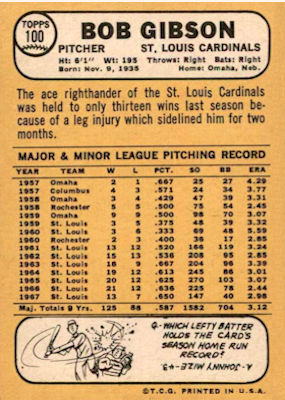 TOPPS
100
BOB GIBSON
PITCHER ST. LOUIS CARDINALS
Ht: 6'1" Wt: 195 Throws: Right Bats: Right
Born: Nov. 9, 1935 Home: Omaha, Neb.
The ace righthander of the St. Louis Cardinals
was held to only thirteen wins last season be-
cause of a leg injury which sidelined him for two
months.
MAJOR & MINOR LEAGUE PITCHING RECORD
YEAR TEAM W L PCT. SO BB ERA
1957 Omaha 2 1 .667 25 27 4.29
1957 Columbus 4 3 .571 24 34 3.77
1958 Omaha 3 4 .429 47 39 3.31
1958 Rochester 5 5 .500 75 54 2.45
1959 Omaha 9 9 .500 98 70 3.07
1959 St. Louis 3 5 .375 48 39 3.32
1960 St. Louis 3 6 .333 69 48 5.59
1960 Rochester 2 3 .400 36 17 2.85
1961 St. Louis 13 12 .520 166 119 3.24
1962 St. Louis 15 13 .536 208 95 2.85
1963 St. Louis 18 9 .667 204 96 3.39
1964 St. Louis 19 12 .613 245 86 3.01
1965 St. Louis 20 12 .625 270 103 3.07
1966 St. Louis 21 12 .636 225 78 2.44
1967 St. Louis 13 7 .650 147 40 2.98
Maj. Totals 9 Yrs. 125 88 .587 1582 704 3.12
Q- WHICH LEFTY BATTER
HOLDS THE CARD'S
SEASON HOME RUN
RECORD?
A- JOHNNY MIZE-43.
©T.C.G. PRINTED IN U.S.A.